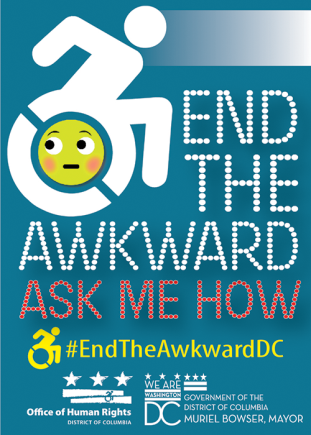 END
THE
AWKWARD
ASK ME HOW
#EndTheAwkwardDC
Office of Human Rights
DISTRICT OF COLUMBIA
WE ARE
WASHINGTON
DC
GOVERNMENT OF THE
DISTRICT OF COLUMBIA
MURIEL BOWSER, MAYOR